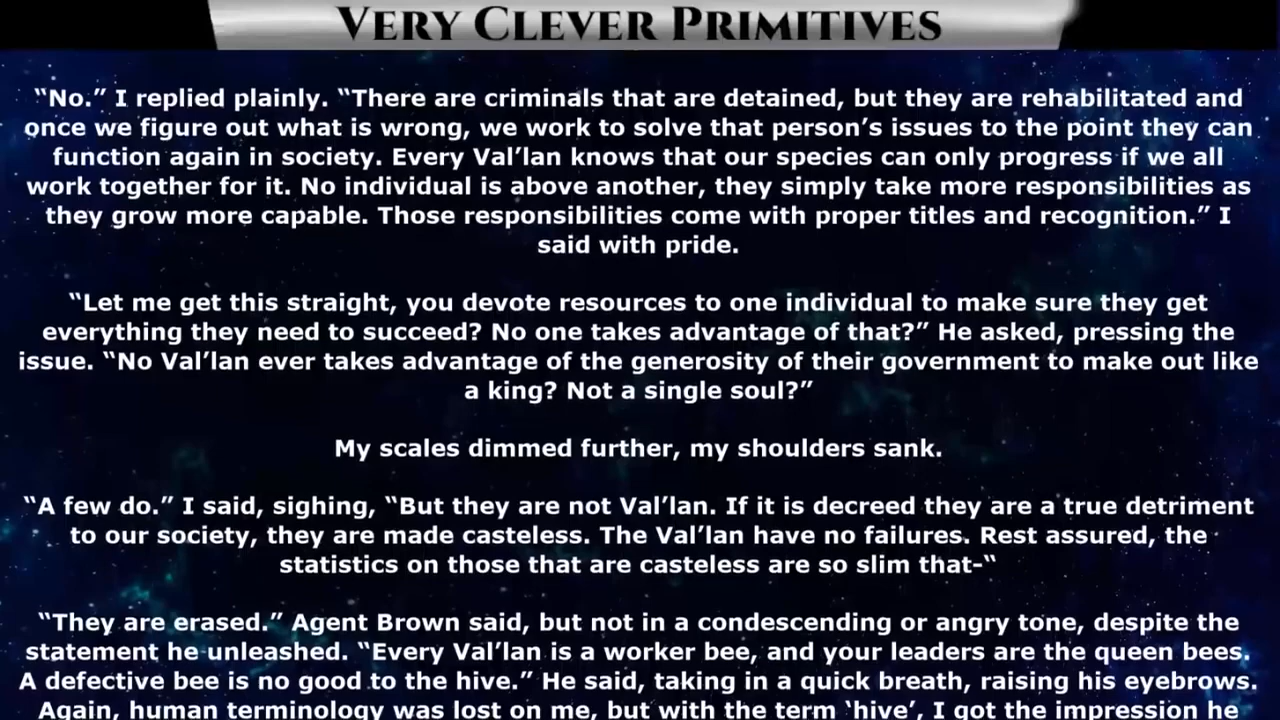 VERY CLEVER PRIMITIVES
“No.” I replied plainly. “There are criminals that are detained, but they are rehabilitated and
once we figure out what is wrong, we work to solve that person’s issues to the point they can
function again in society. Every Val’lan knows that our species can only progress if we all
work together for it. No individual is above another, they simply take more responsibilities as
they grow more capable. Those responsibilities come with proper titles and recognition.” I
said with pride.
“Let me get this straight, you devote resources to one individual to make sure they get
everything they need to succeed? No one takes advantage of that?” He asked, pressing the
issue. “No Val’lan ever takes advantage of the generosity of their government to make out like
a king? Not a single soul?”
My scales dimmed further, my shoulders sank.
“A few do.” I said, sighing, “But they are not Val’lan. If it is decreed they are a true detriment
to our society, they are made casteless. The Val’lan have no failures. Rest assured, the
statistics on those that are casteless are so slim that-“
“They are erased.” Agent Brown said, but not in a condescending or angry tone, despite the
statement he unleashed. “Every Val’lan is a worker bee, and your leaders are the queen bees.
A defective bee is no good to the hive.” He said, taking in a quick breath, raising his eyebrows.
Again, human terminology was lost on me, but with the term ‘hive’, I got the impression he